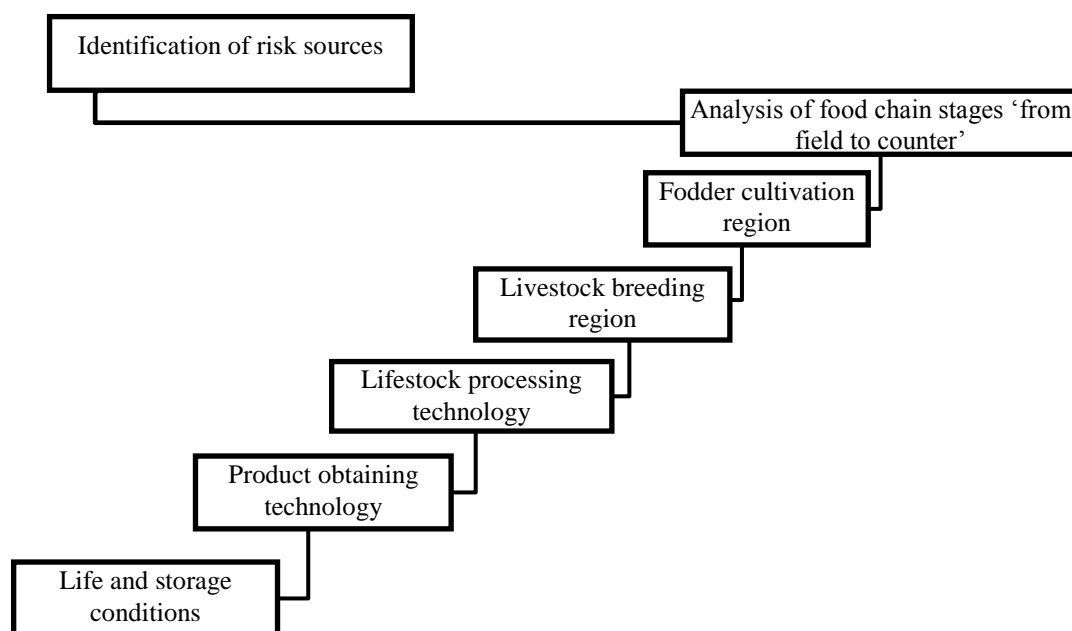 Identification of risk sources
Analysis of food chain stages ‘from
field to counter’
Fodder cultivation
region
Livestock breeding
region
Lifestock processing
technology
Product obtaining
technology
Life and storage
conditions